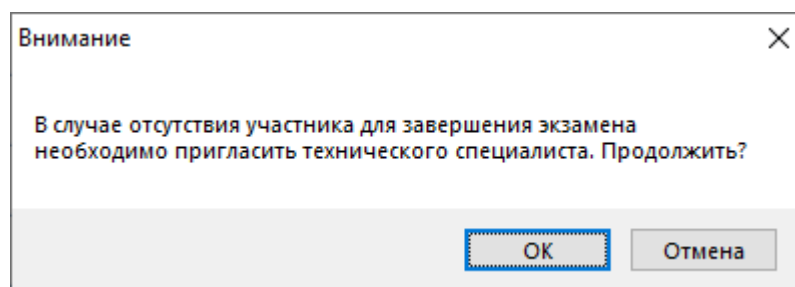 Внимание
В случае отсутствия участника для завершения экзамена
необходимо пригласить технического специалиста. Продолжить?
ОК
Отмена